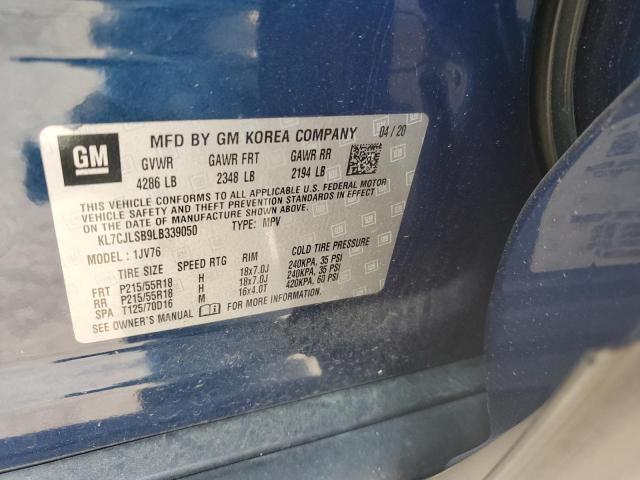 GM
MFD BY GM KOREA COMPANY 04/20
GVWR GAWR FRT GAWR RR
4286 LB 2348 LB 2194 LB
THIS VEHICLE CONFORMS TO ALL APPLICABLE U.S. FEDERAL MOTOR
VEHICLE SAFETY AND THEFT PREVENTION STANDARDS IN EFFECT
ON THE DATE OF MANUFACTURE SHOWN ABOVE.
KL7CJLSB9LB339050 TYPE: MPV
MODEL: 1JV76
TIRE SIZE SPEED RTG RIM COLD TIRE PRESSURE
FRT P215/55R18 H 18x7.0J 240KPA, 35 PSI
RR P215/55R18 H 18x7.0J 240KPA, 35 PSI
SPA T125/70D16 M 16x4.0T 420KPA, 60 PSI
SEE OWNER'S MANUAL FOR MORE INFORMATION.